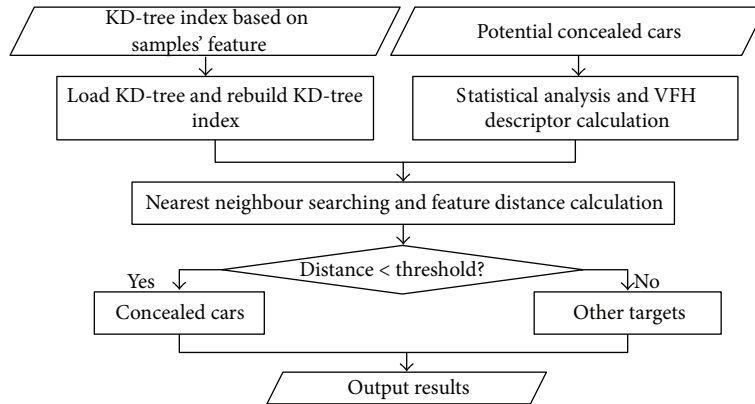 KD-tree index based on
samples' feature
Potential concealed cars
Load KD-tree and rebuild KD-tree
index
Statistical analysis and VFH
descriptor calculation
Nearest neighbour searching and feature distance calculation
Distance < threshold?
Yes
No
Concealed cars
Other targets
Output results